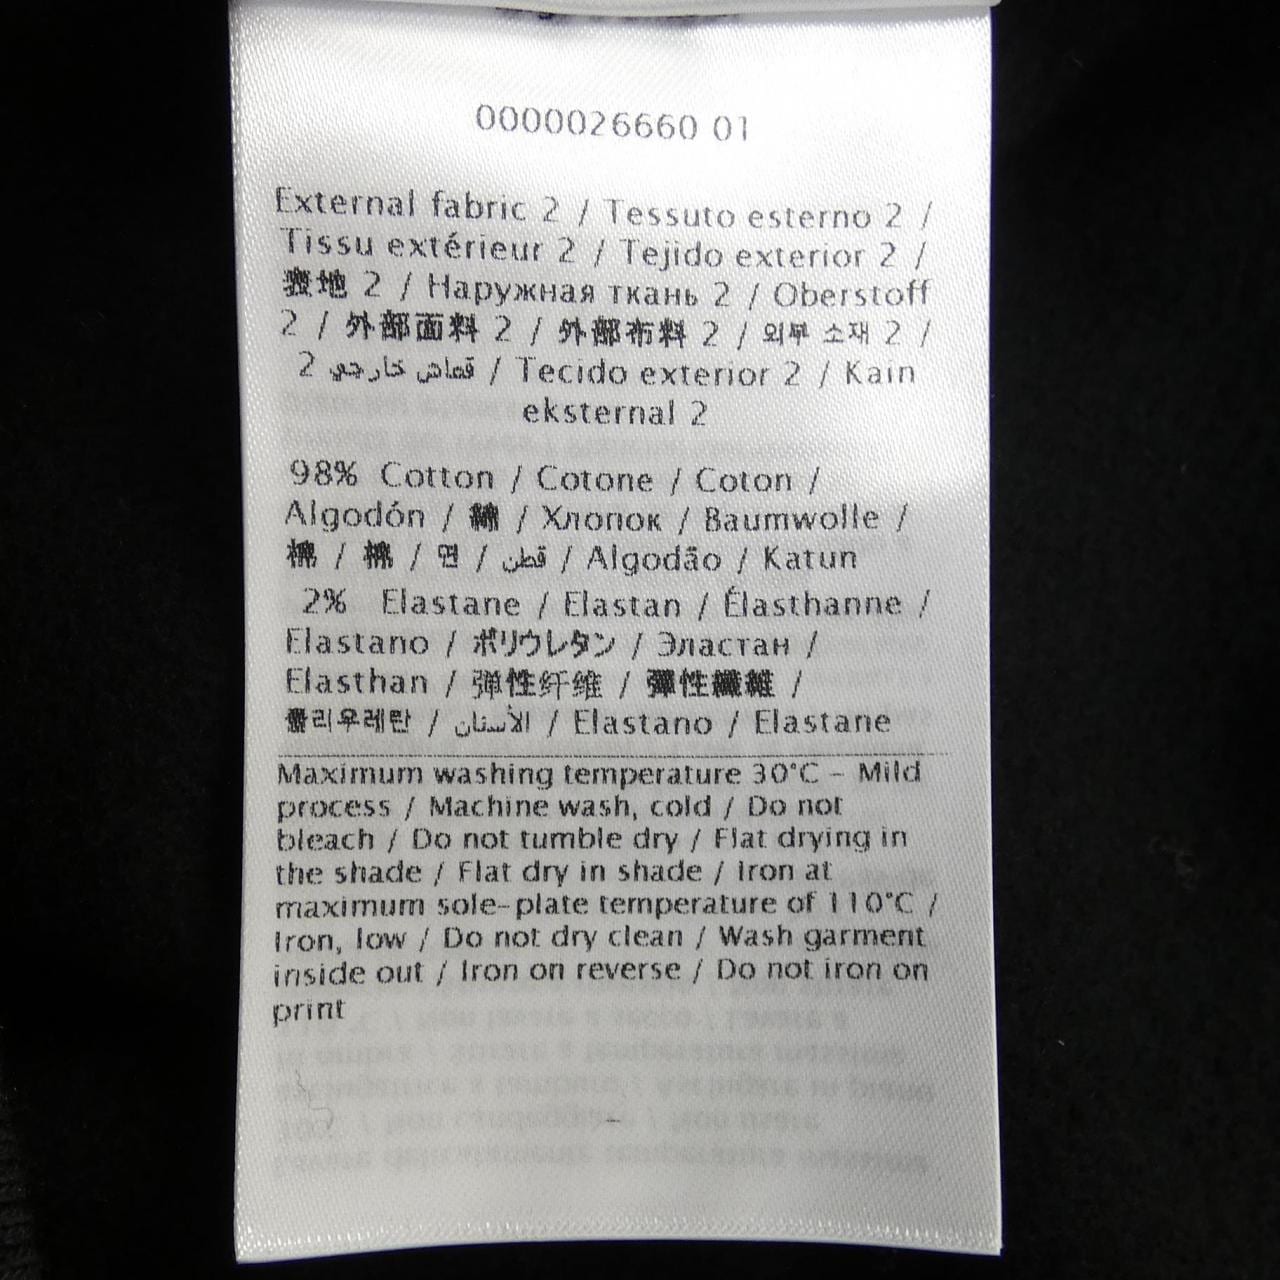 0000026660 01
External fabric 2 / Tessuto esterno 2 /
Tissu extérieur 2 / Tejido exterior 2 /
表地 2 / Наружная ткань 2 / Oberstoff
2 / 外部面料 2 / 外部布料 2 / 외부 소재 2 /
قماش خارجي 2 / Tecido exterior 2 / Kain
eksternal 2
98% Cotton / Cotone / Coton /
Algodón / 綿 / Хлопок / Baumwolle /
棉 / 棉 / 면 / قطن / Algodão / Katun
2% Elastane / Elastan / Élasthanne /
Elastano / ポリウレタン / Эластан /
Elasthan / 弹性纤维 / 彈性纖維 /
폴리우레탄 / الأستان / Elastano / Elastane
Maximum washing temperature 30°C - Mild
process / Machine wash, cold / Do not
bleach / Do not tumble dry / Flat drying in
the shade / Flat dry in shade / Iron at
maximum sole-plate temperature of 110°C /
Iron, low / Do not dry clean / Wash garment
inside out / Iron on reverse / Do not iron on
print